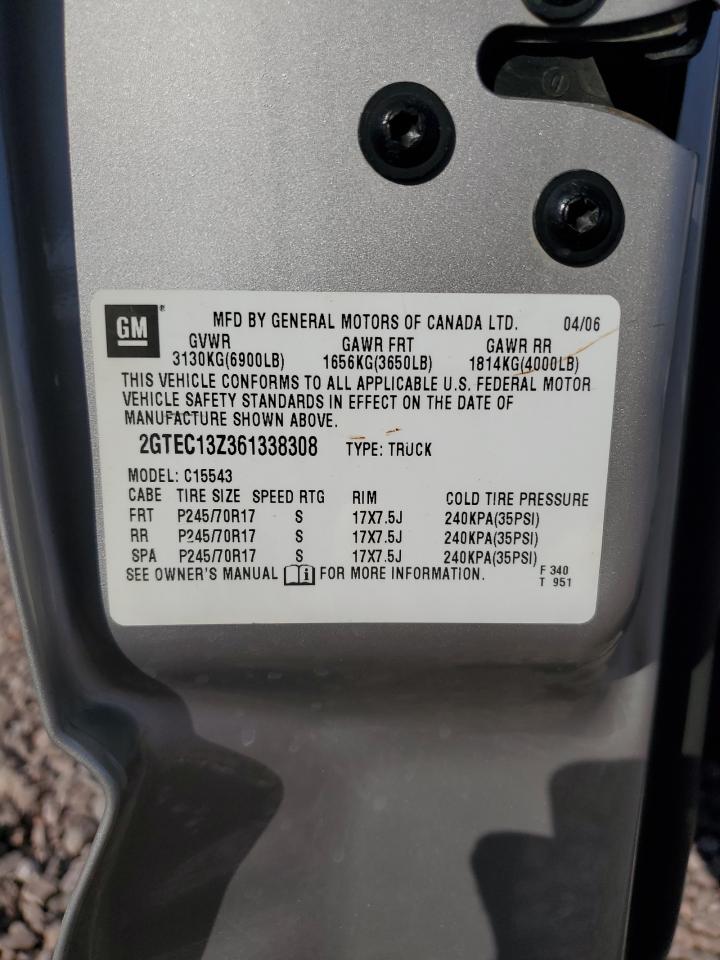 GM® MFD BY GENERAL MOTORS OF CANADA LTD. 04/06
GVWR GAWR FRT GAWR RR
3130KG(6900LB) 1656KG(3650LB) 1814KG(4000LB)
THIS VEHICLE CONFORMS TO ALL APPLICABLE U.S. FEDERAL MOTOR
VEHICLE SAFETY STANDARDS IN EFFECT ON THE DATE OF
MANUFACTURE SHOWN ABOVE.
2GTEC13Z361338308 TYPE: TRUCK
MODEL: C15543
CABE TIRE SIZE SPEED RTG RIM COLD TIRE PRESSURE
FRT P245/70R17 S 17X7.5J 240KPA(35PSI)
RR P245/70R17 S 17X7.5J 240KPA(35PSI)
SPA P245/70R17 S 17X7.5J 240KPA(35PSI)
SEE OWNER'S MANUAL i FOR MORE INFORMATION. F 340
T 951